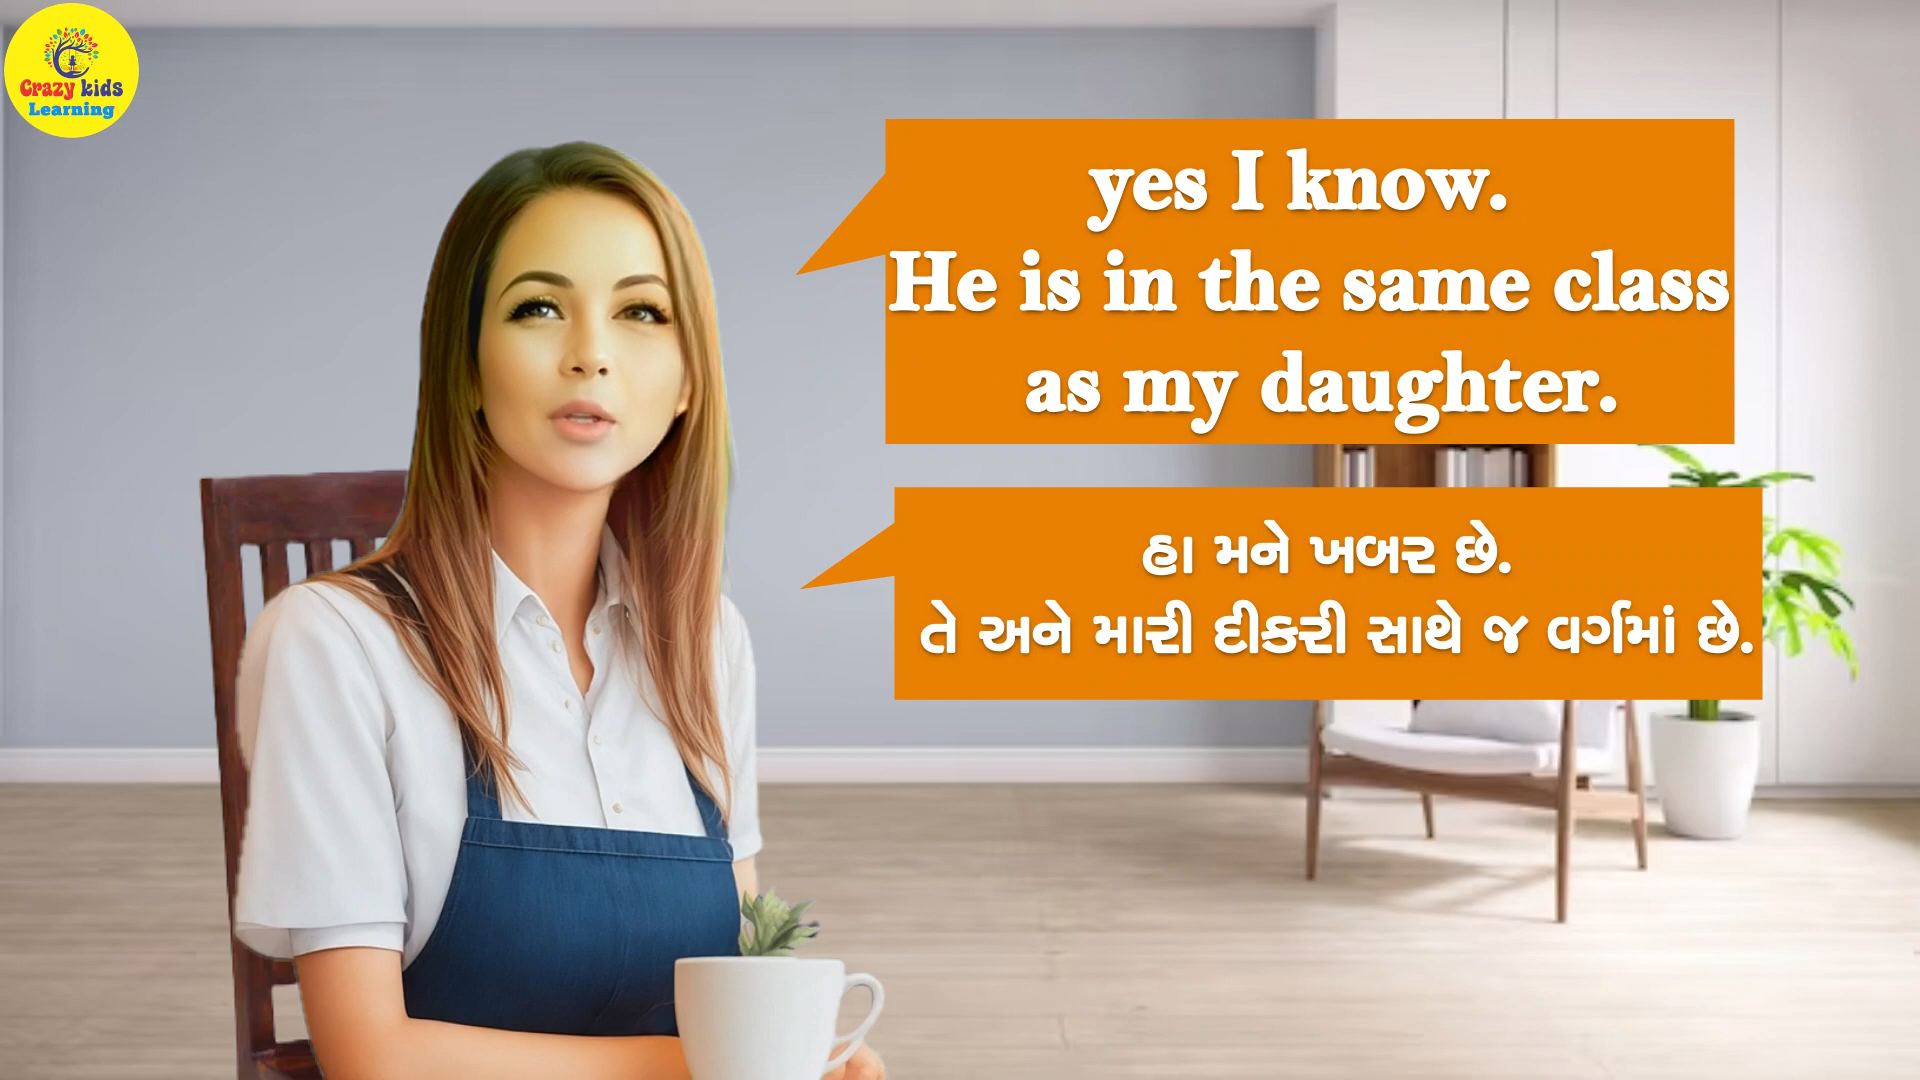 Crazy kids
Learning
yes I know.
He is in the same class
as my daughter.
હા મને ખબર છે.
તે અને મારી દીકરી સાથે જ વર્ગમાં છે.